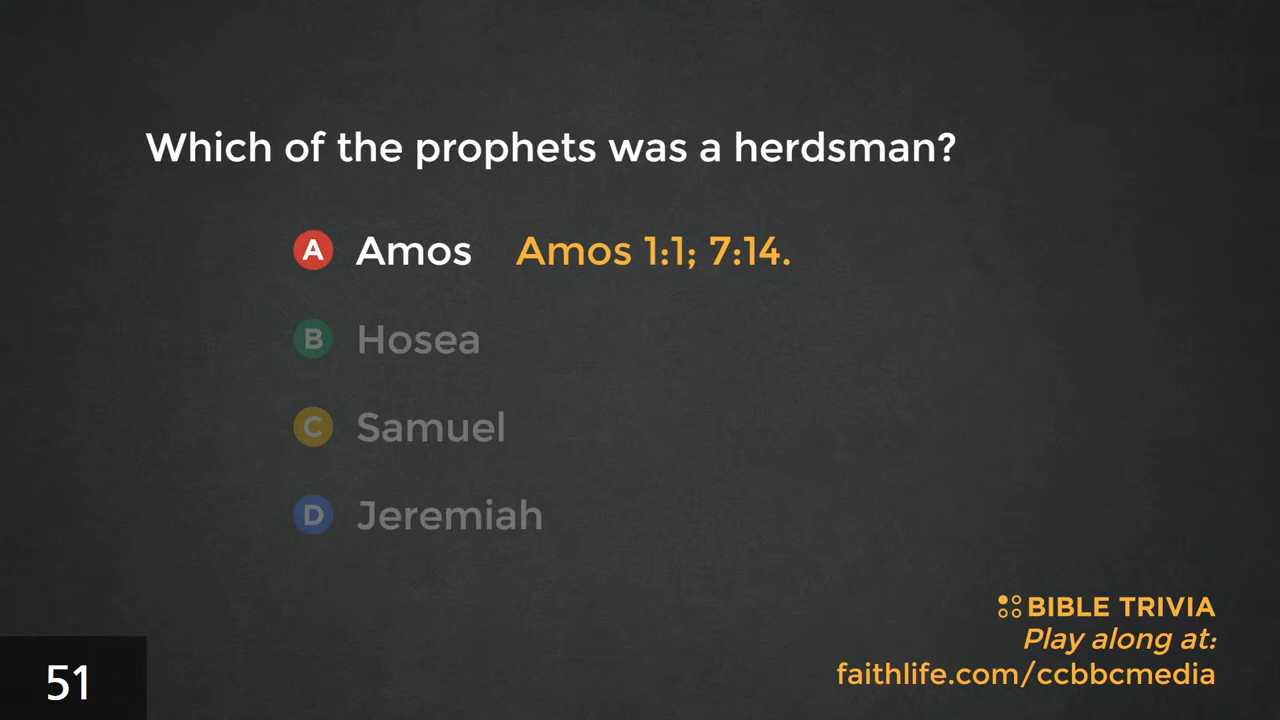 Which of the prophets was a herdsman?
A Amos Amos 1:1; 7:14.
B Hosea
C Samuel
D Jeremiah
BIBLE TRIVIA
Play along at:
faithlife.com/ccbbcmedia
51